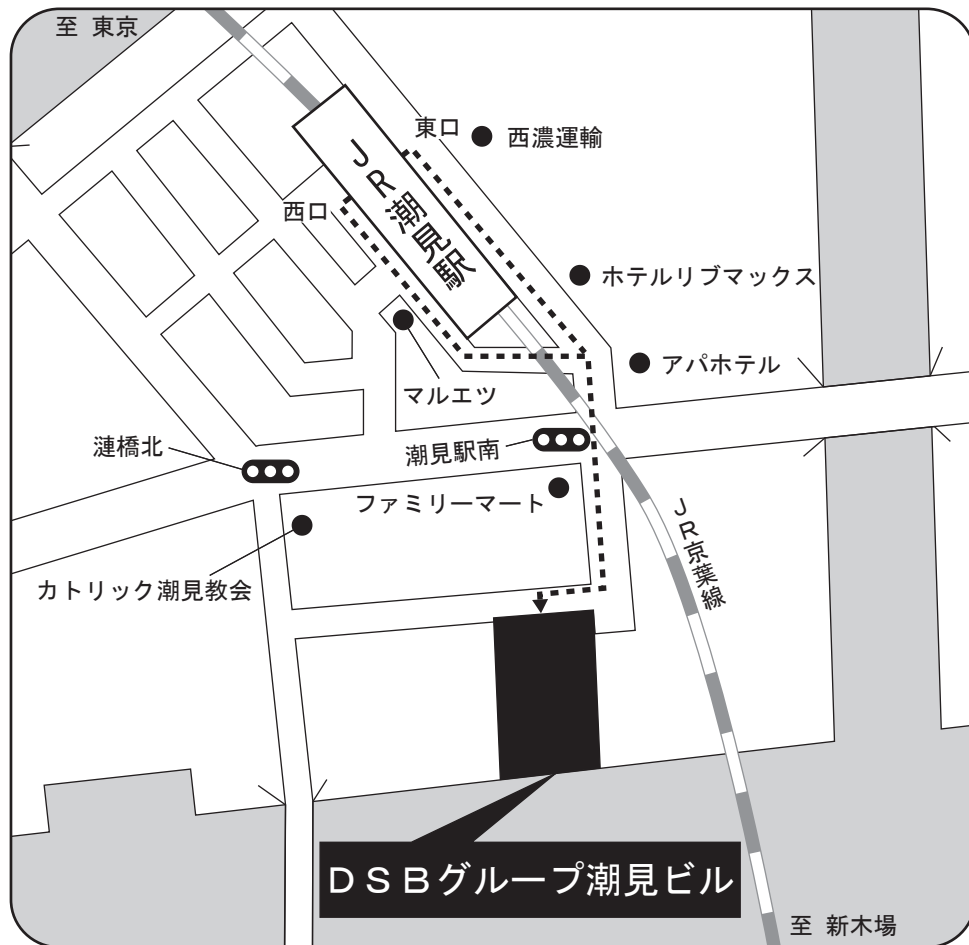 至 東京
東口
西濃運輸
JR潮見駅
西口
ホテルリブマックス
アパホテル
マルエツ
漣橋北
潮見駅南
ファミリーマート
JR京葉線
カトリック潮見教会
DSBグループ潮見ビル
至 新木場